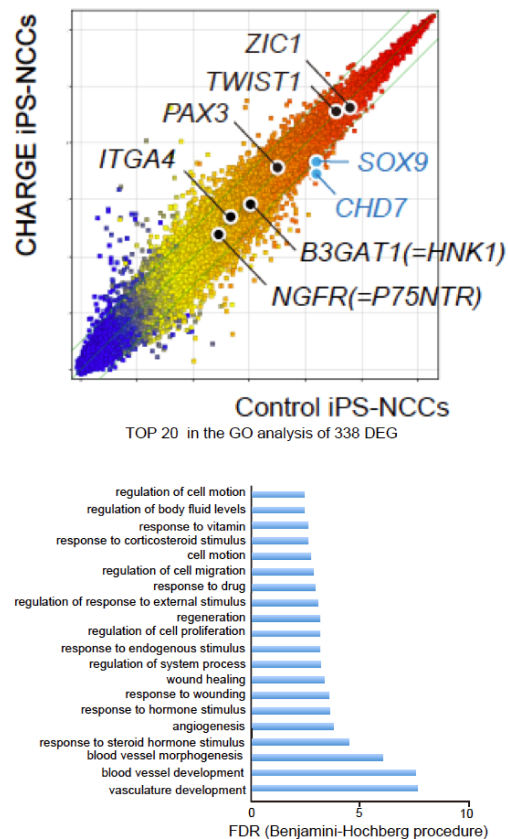 CHARGE iPS-NCCs
ZIC1
TWIST1
PAX3
ITGA4
SOX9
CHD7
B3GAT1(=HNK1)
NGFR(=P75NTR)
Control iPS-NCCs
TOP 20 in the GO analysis of 338 DEG
regulation of cell motion
regulation of body fluid levels
response to vitamin
response to corticosteroid stimulus
cell motion
regulation of cell migration
response to drug
regulation of response to external stimulus
regeneration
regulation of cell proliferation
response to endogenous stimulus
regulation of system process
wound healing
response to wounding
response to hormone stimulus
angiogenesis
response to steroid hormone stimulus
blood vessel morphogenesis
blood vessel development
vasculature development
0 5 10
FDR (Benjamini-Hochberg procedure)